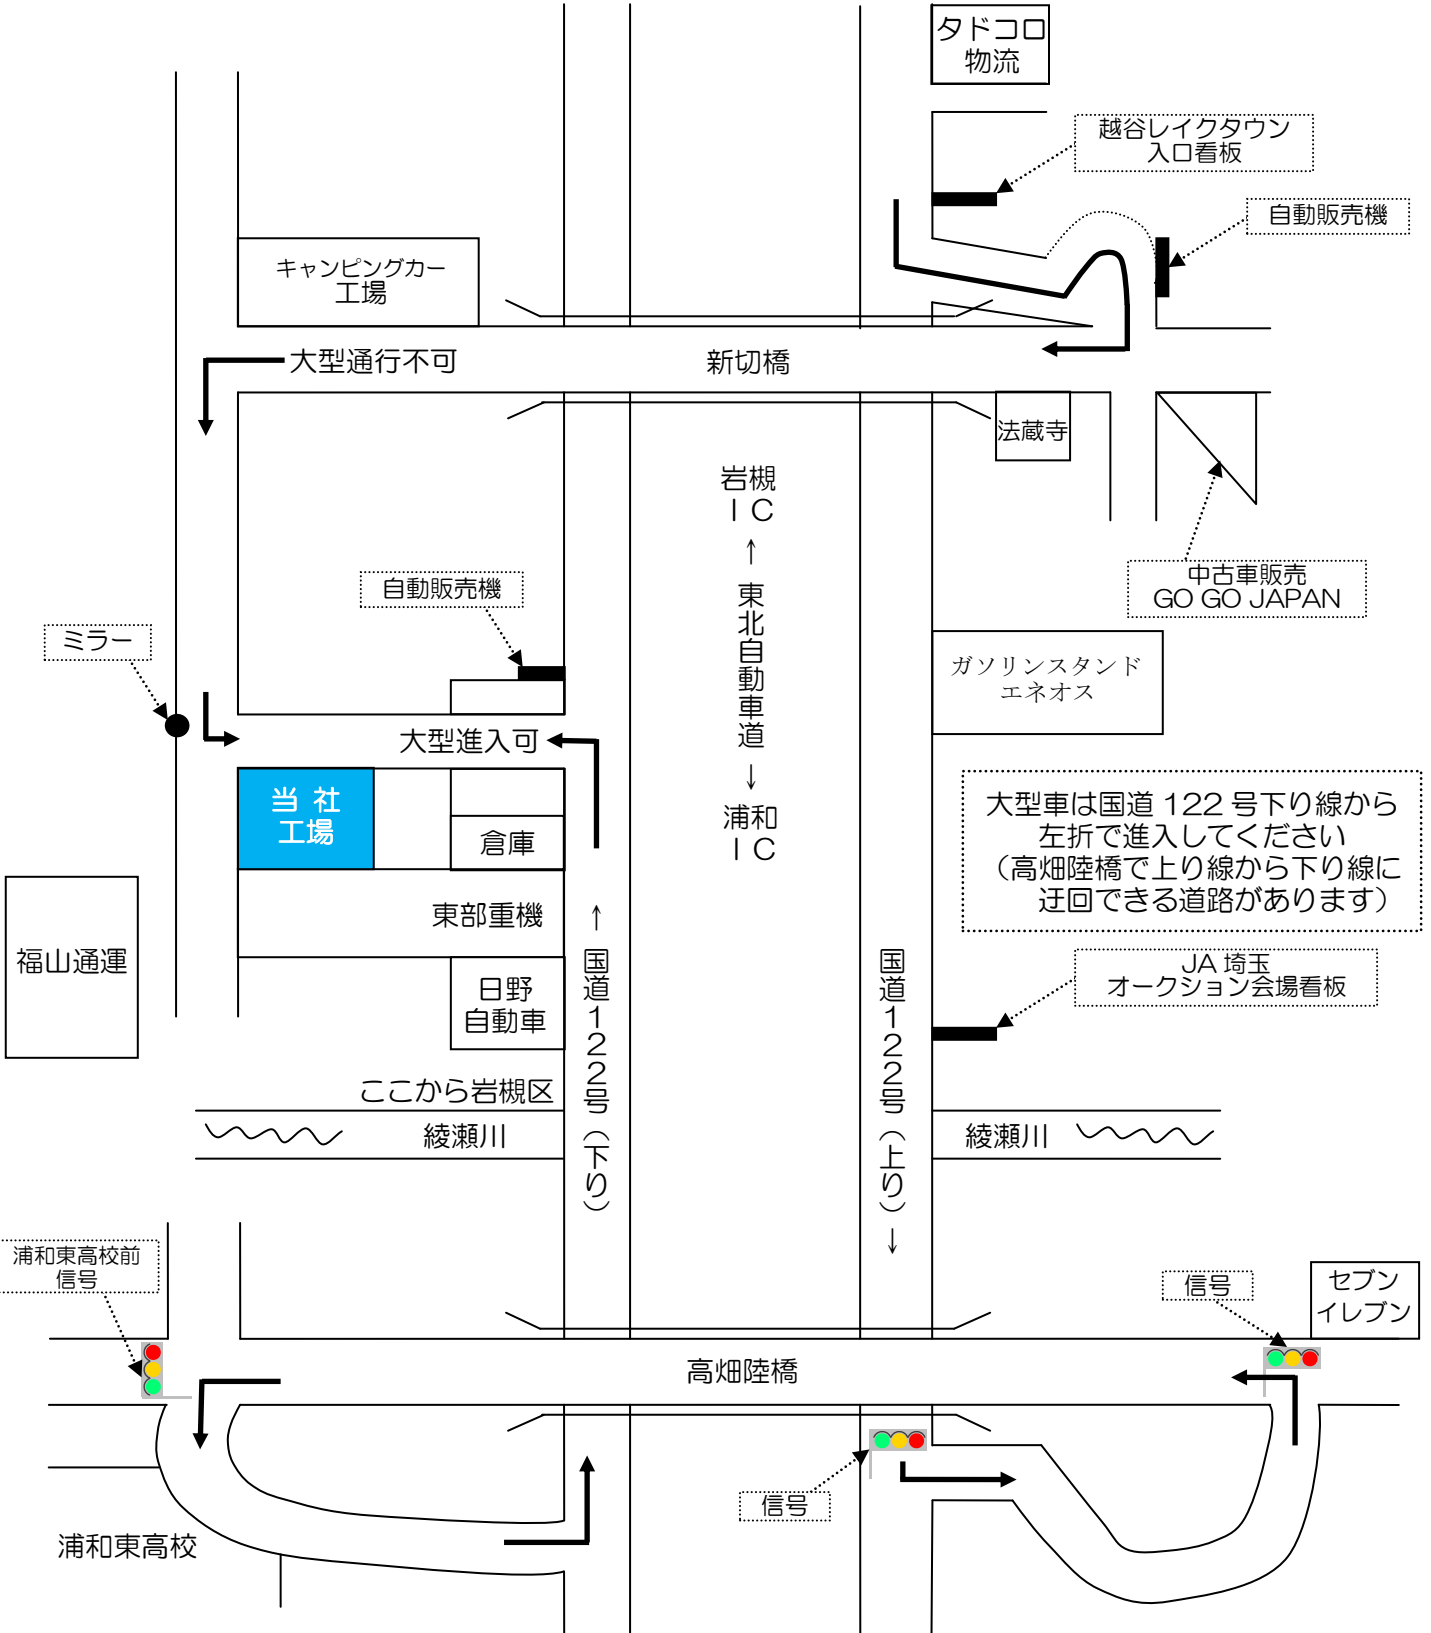 タドコロ
物流
越谷レイクタウン
入口看板
自動販売機
キャンピングカー
工場
大型通行不可
新切橋
法蔵寺
岩槻
IC
↑
東北自動車道
↓
浦和
IC
中古車販売
GO GO JAPAN
自動販売機
ミラー
ガソリンスタンド
エネオス
大型進入可
当 社
工場
倉庫
大型車は国道 122 号下り線から
左折で進入してください
（高畑陸橋で上り線から下り線に
迂回できる道路があります）
東部重機
福山通運
↑
国道122号（下り）
国道122号（上り）
↓
JA 埼玉
オークション会場看板
日野
自動車
ここから岩槻区
綾瀬川
綾瀬川
浦和東高校前
信号
信号
セブン
イレブン
高畑陸橋
信号
浦和東高校